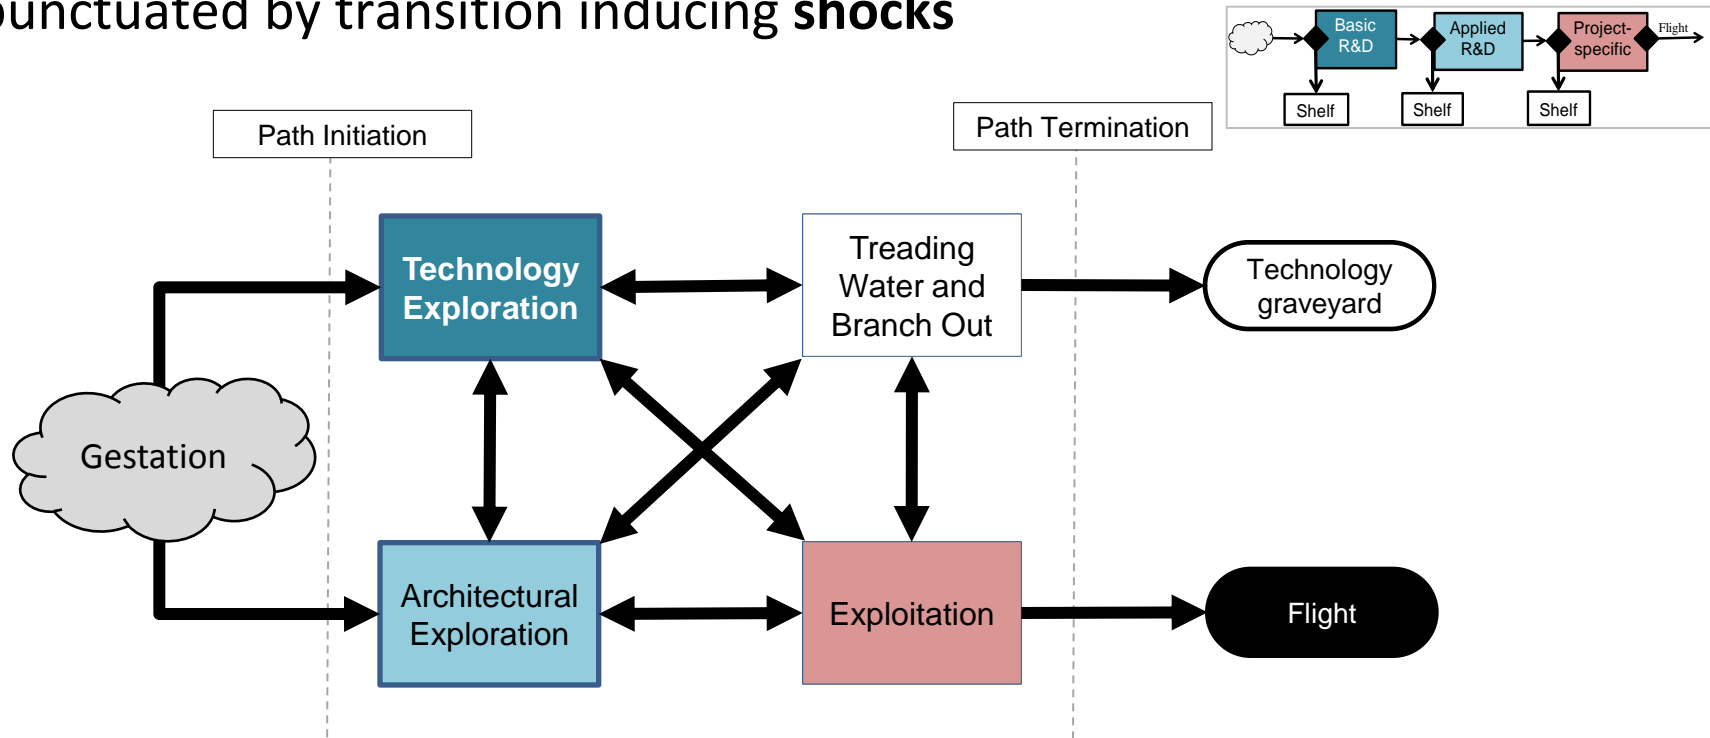 punctuated by transition inducing shocks
Basic
R&D
Applied
R&D
Project-
specific
Flight
Shelf
Shelf
Shelf
Path Initiation
Path Termination
Technology
Exploration
Treading
Water and
Branch Out
Technology
graveyard
Gestation
Architectural
Exploration
Exploitation
Flight